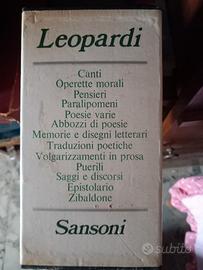 Leopardi
Canti
Operette morali
Pensieri
Paralipomeni
Poesie varie
Abbozzi di poesie
Memorie e disegni letterari
Traduzioni poetiche
Volgarizzamenti in prosa
Puerili
Saggi e discorsi
Epistolario
Zibaldone
Sansoni
subito